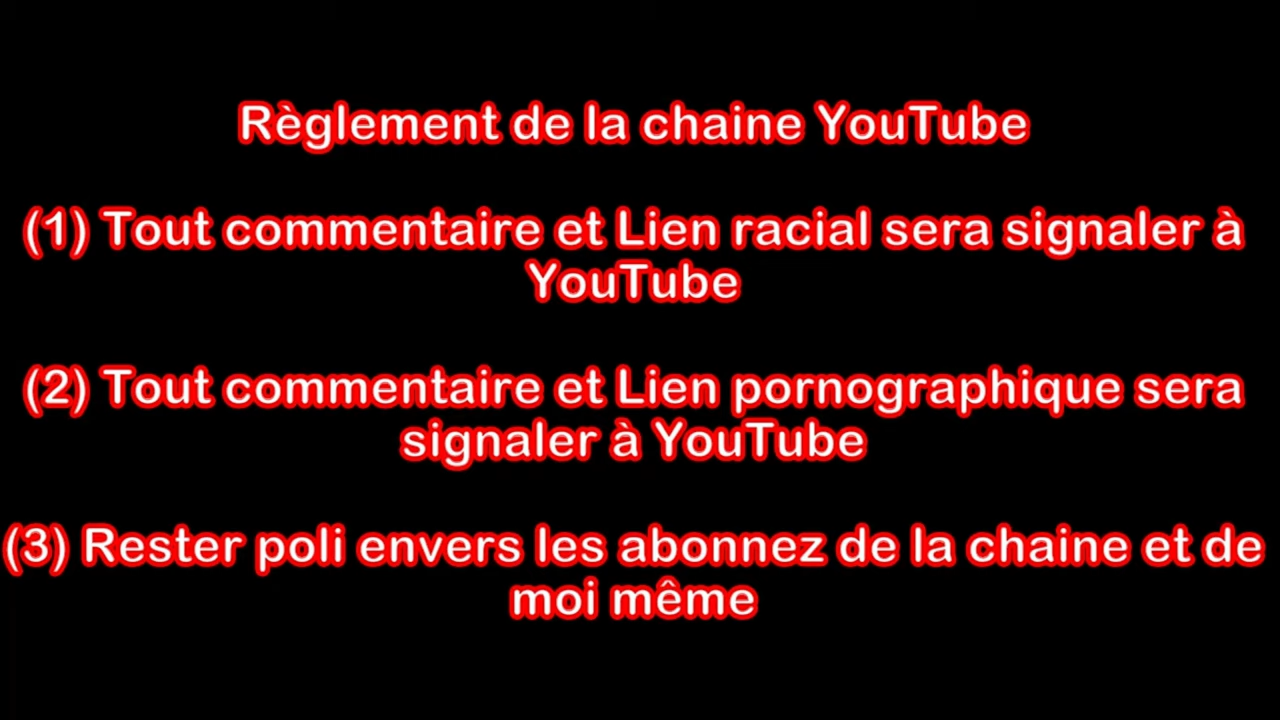 Règlement de la chaine YouTube
(1) Tout commentaire et Lien racial sera signaler à
YouTube
(2) Tout commentaire et Lien pornographique sera
signaler à YouTube
(3) Rester poli envers les abonnez de la chaine et de
moi même